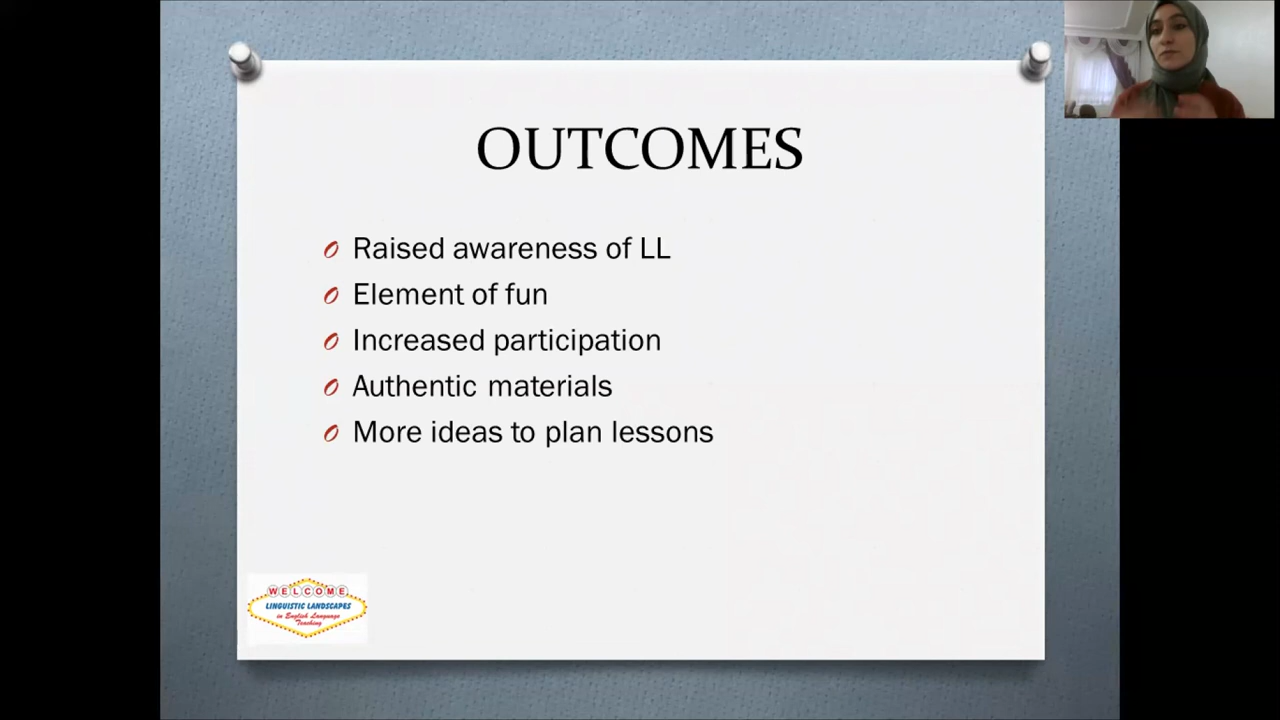 OUTCOMES
Raised awareness of LL
Element of fun
Increased participation
Authentic materials
More ideas to plan lessons
WELCOME
LINGUISTIC LANDSCAPES
in English Language
Teaching